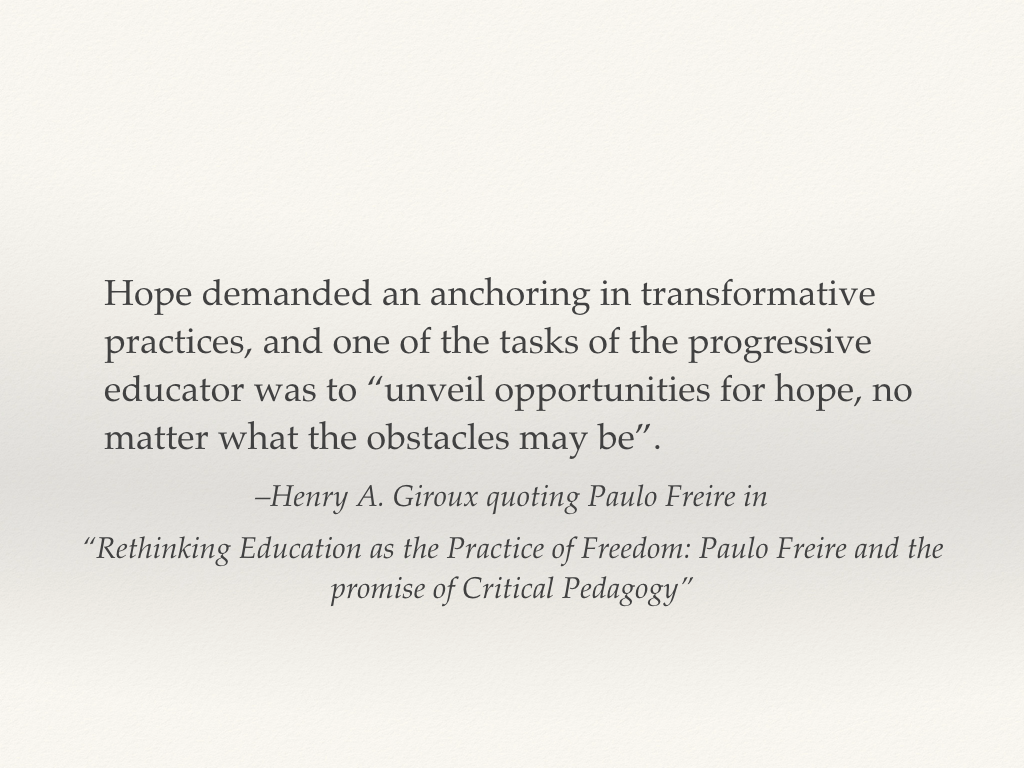 Hope demanded an anchoring in transformative
practices, and one of the tasks of the progressive
educator was to “unveil opportunities for hope, no
matter what the obstacles may be”.
–Henry A. Giroux quoting Paulo Freire in
“Rethinking Education as the Practice of Freedom: Paulo Freire and the
promise of Critical Pedagogy”